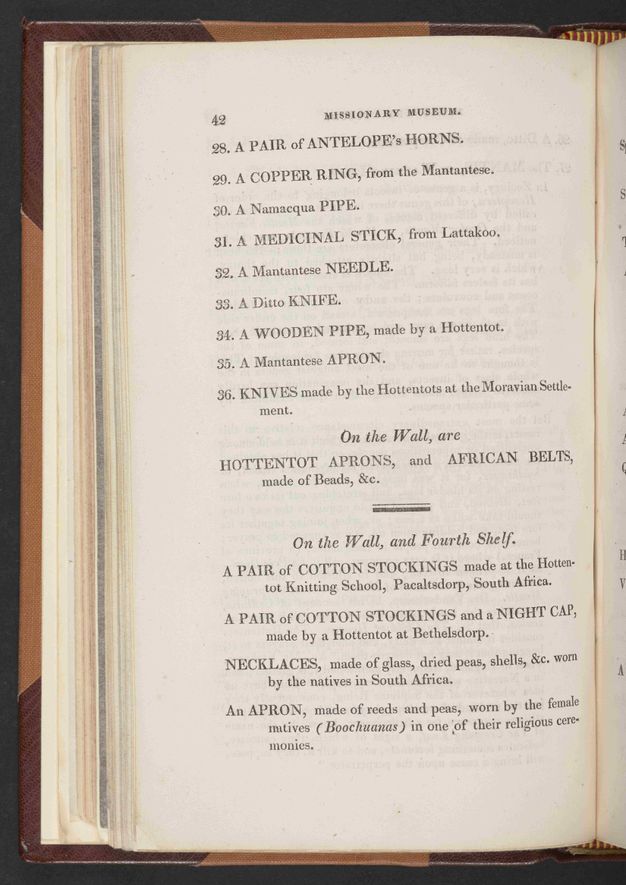 42 MISSIONARY MUSEUM.
28. A PAIR of ANTELOPE's HORNS.
29. A COPPER RING, from the Mantantese.
30. A Namacqua PIPE.
31. A MEDICINAL STICK, from Lattakoo.
32. A Mantantese NEEDLE.
33. A Ditto KNIFE.
34. A WOODEN PIPE, made by a Hottentot.
35. A Mantantese APRON.
36. KNIVES made by the Hottentots at the Moravian Settle-
ment.
On the Wall, are
HOTTENTOT APRONS, and AFRICAN BELTS,
made of Beads, &c.
On the Wall, and Fourth Shelf.
A PAIR of COTTON STOCKINGS made at the Hotten-
tot Knitting School, Pacaltsdorp, South Africa.
A PAIR of COTTON STOCKINGS and a NIGHT CAP,
made by a Hottentot at Bethelsdorp.
NECKLACES, made of glass, dried peas, shells, &c. worn
by the natives in South Africa.
An APRON, made of reeds and peas, worn by the female
natives (Boochuanas) in one of their religious cere-
monies.